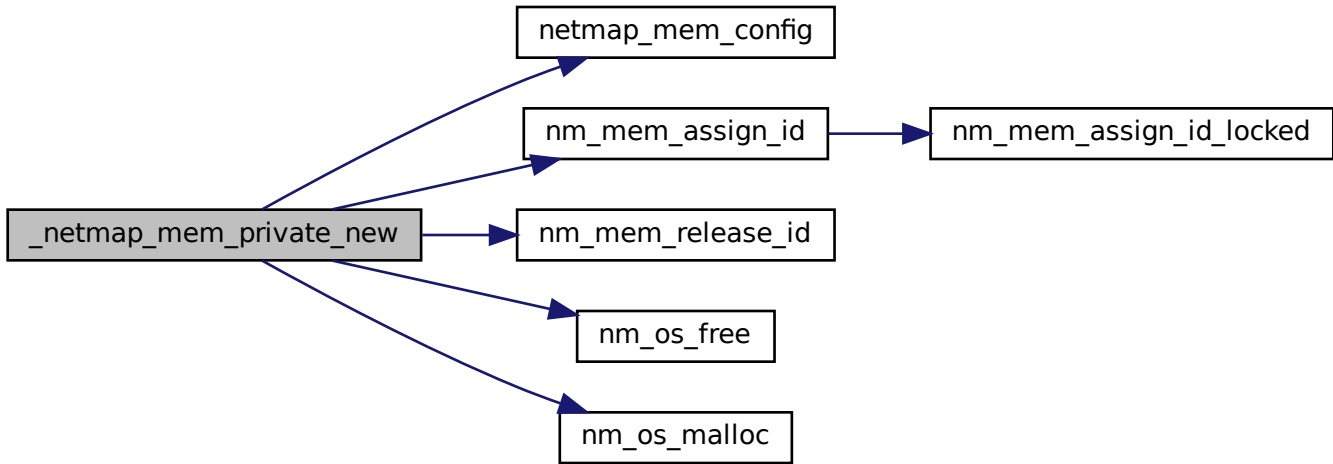 netmap_mem_config
nm_mem_assign_id
nm_mem_assign_id_locked
_netmap_mem_private_new
nm_mem_release_id
nm_os_free
nm_os_malloc